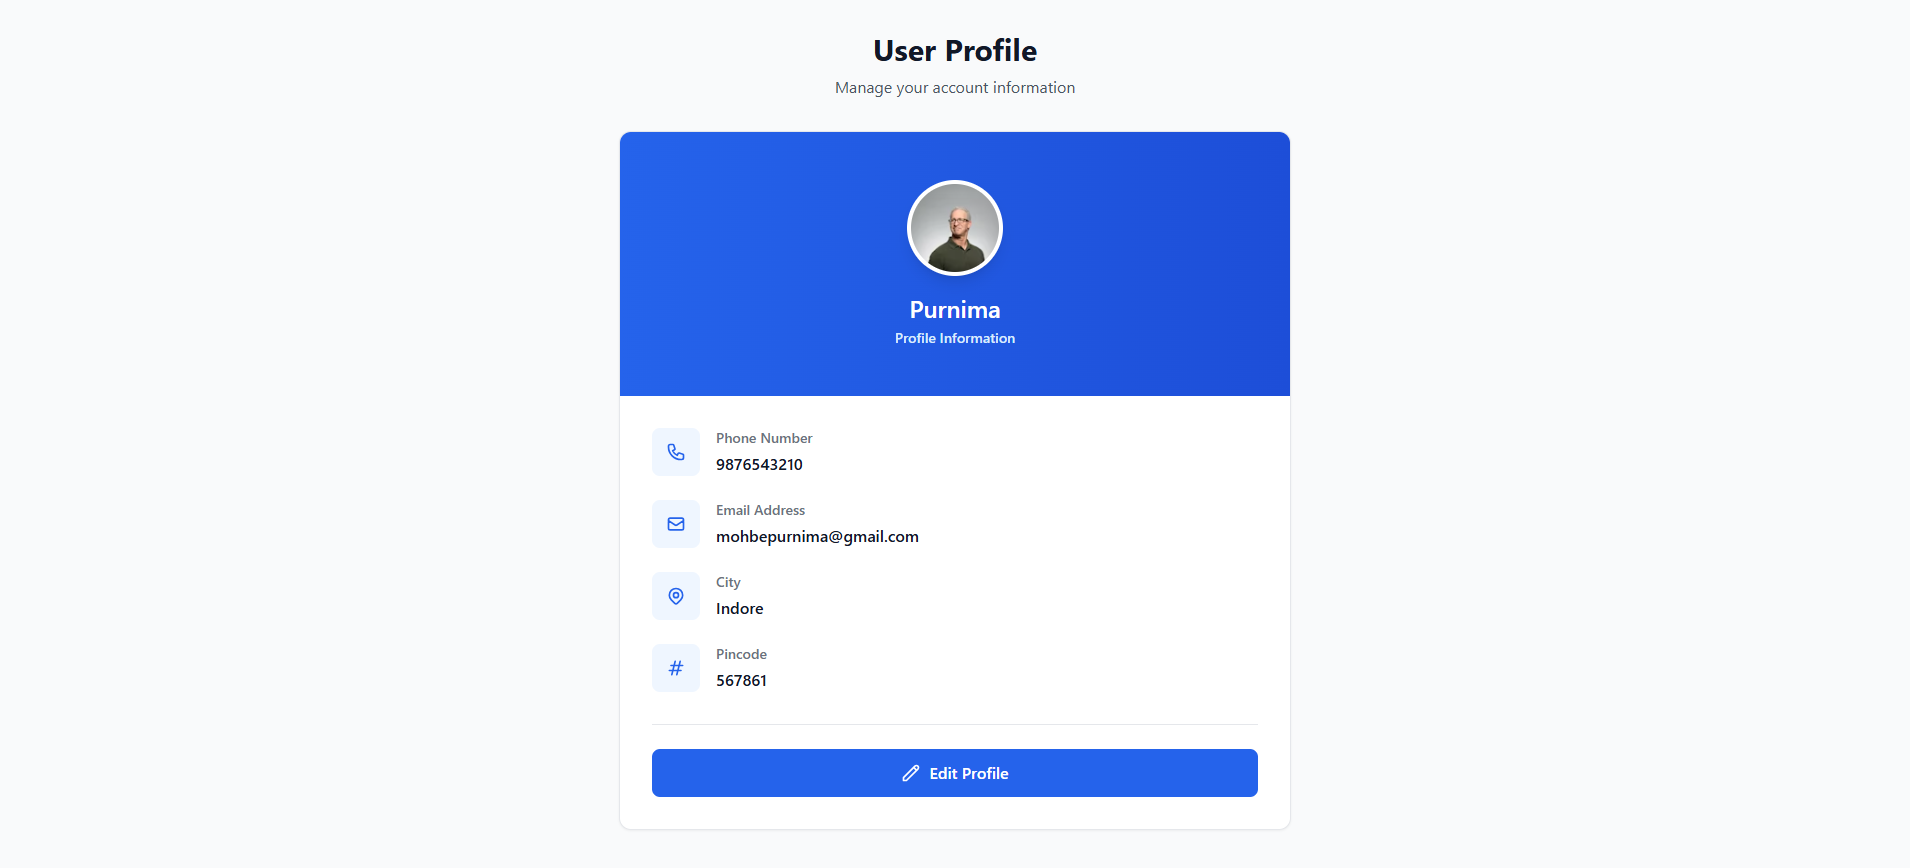 User Profile
Manage your account information
Purnima
Profile Information
Phone Number
9876543210
Email Address
mohbepurnima@gmail.com
City
Indore
Pincode
567861
Edit Profile